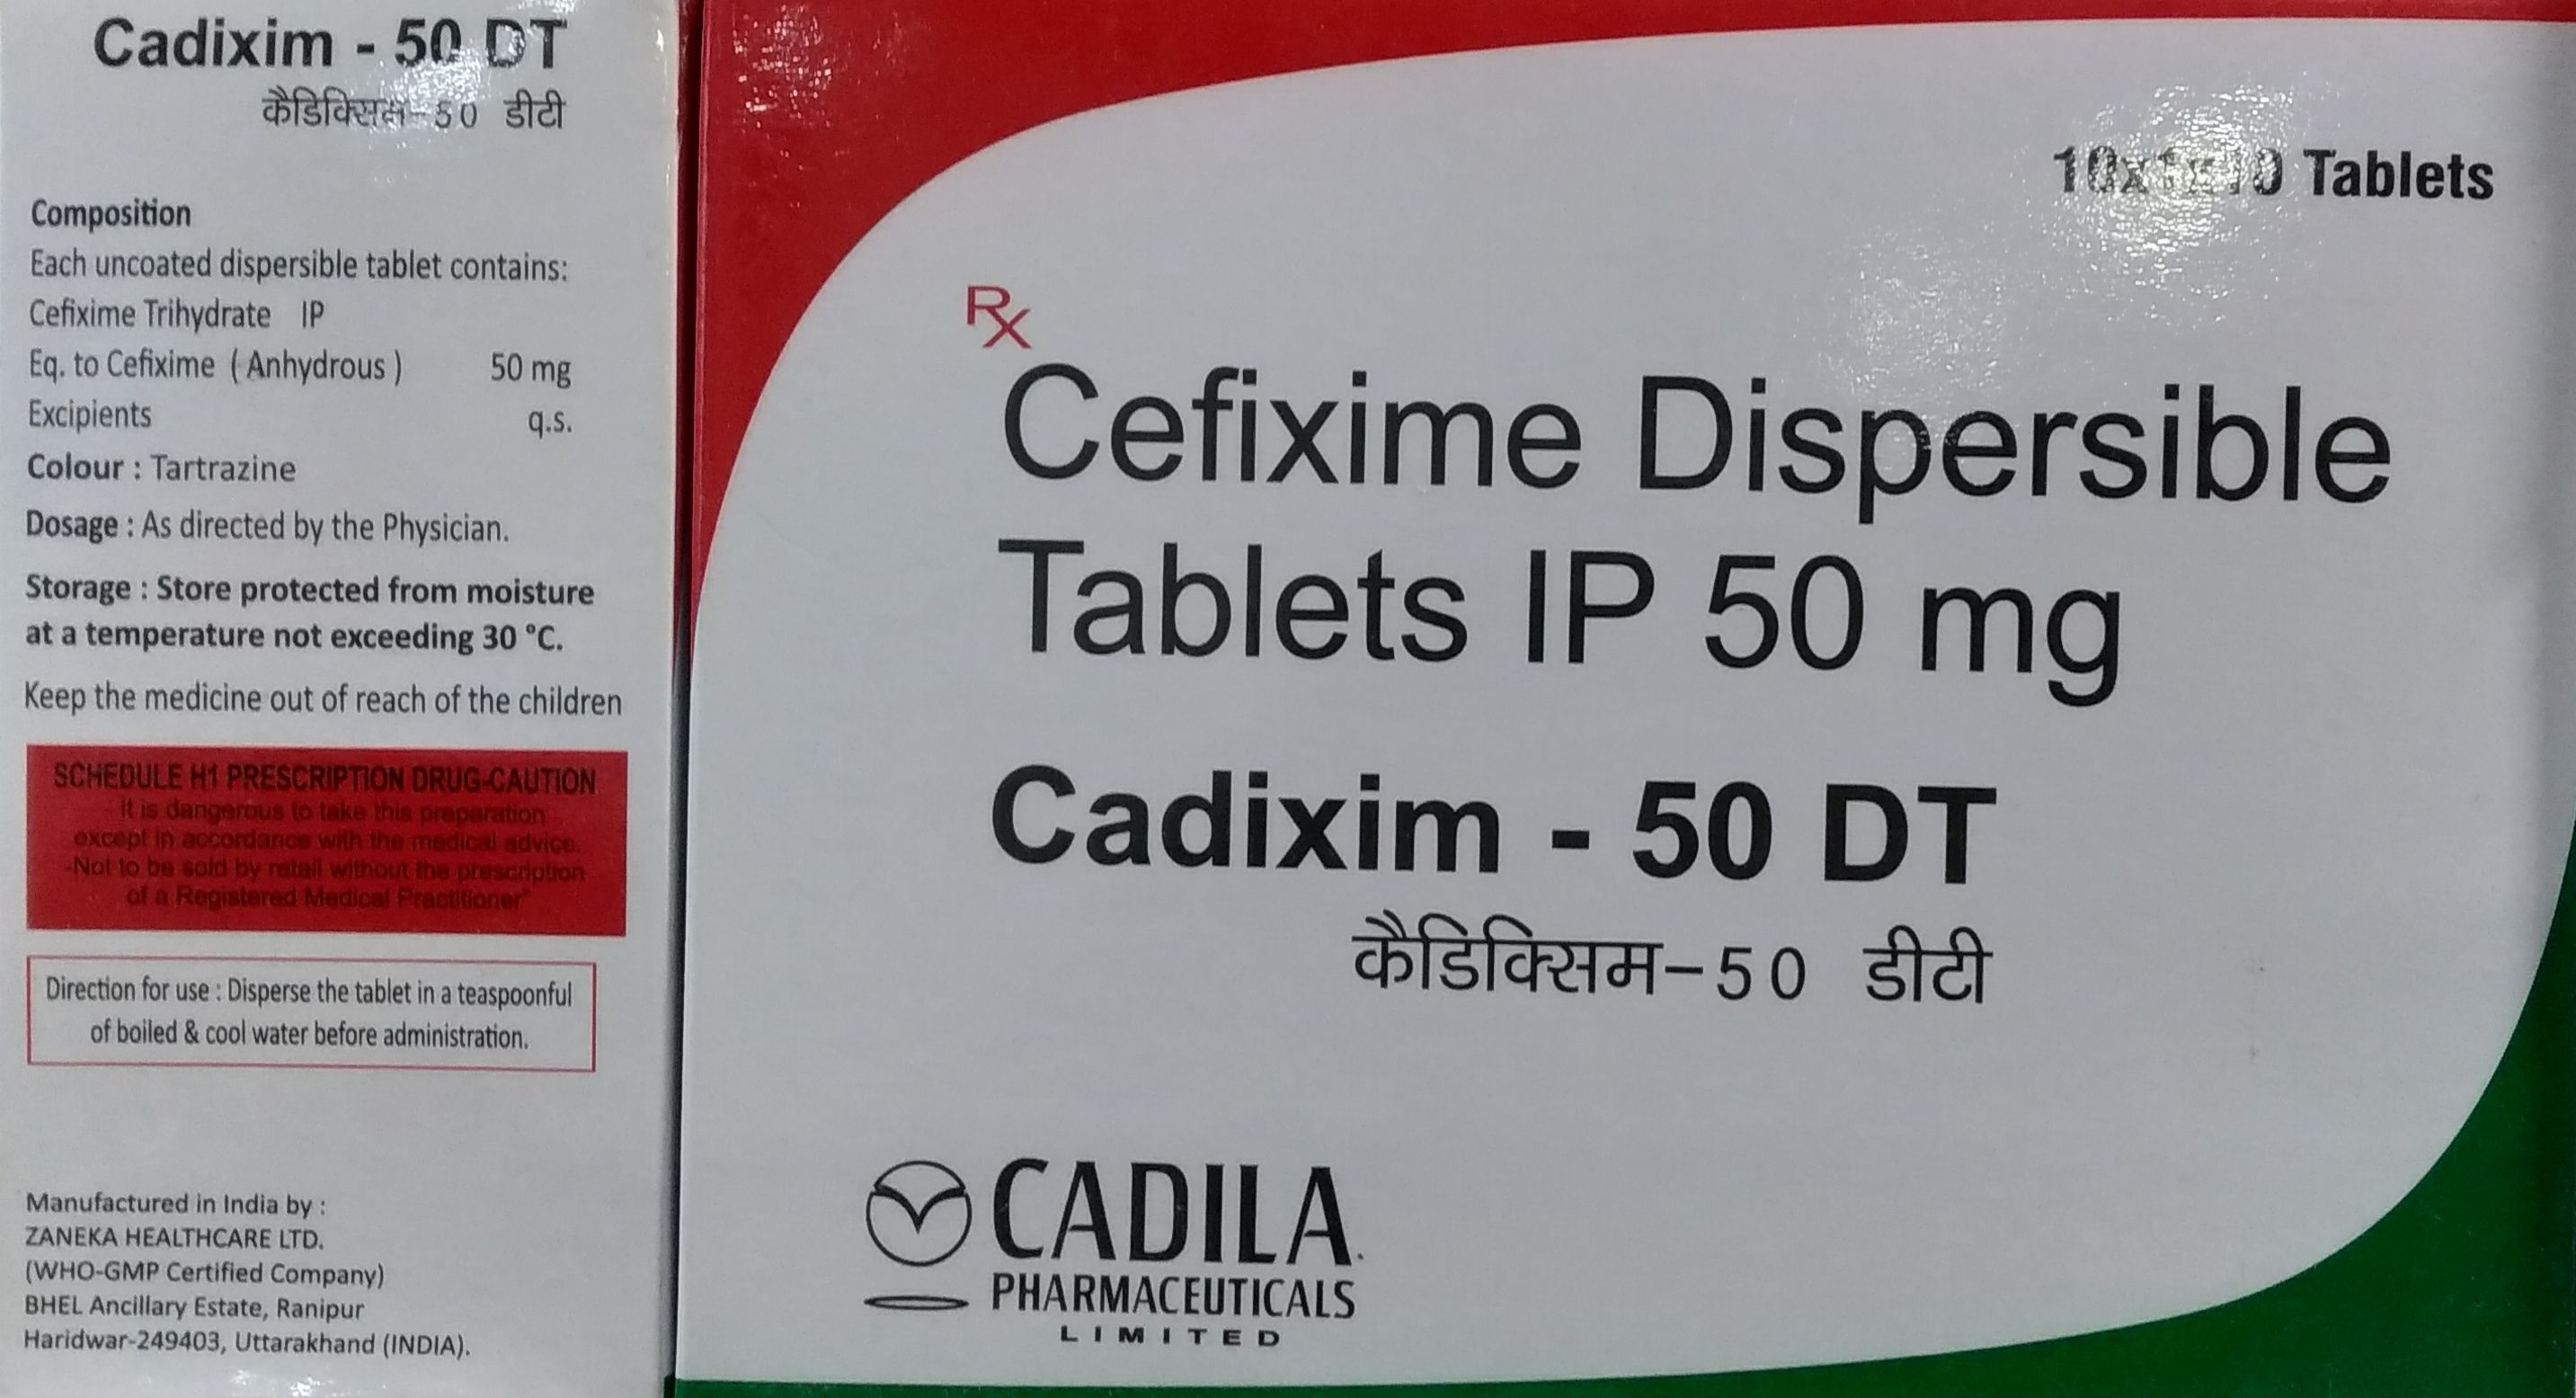 Cadixim - 50 DT
कैडिक्सिम-50 डीटी
Composition
Each uncoated dispersible tablet contains:
Cefixime Trihydrate IP
Eq. to Cefixime ( Anhydrous ) 50 mg
Excipients q.s.
Colour : Tartrazine
Dosage : As directed by the Physician.
Storage : Store protected from moisture
at a temperature not exceeding 30 °C.
Keep the medicine out of reach of the children
SCHEDULE H1 PRESCRIPTION DRUG-CAUTION
- It is dangerous to take this preparation
except in accordance with the medical advice.
-Not to be sold by retail without the prescription
of a Registered Medical Practitioner"
Direction for use : Disperse the tablet in a teaspoonful
of boiled & cool water before administration.
Manufactured in India by :
ZANEKA HEALTHCARE LTD.
(WHO-GMP Certified Company)
BHEL Ancillary Estate, Ranipur
Haridwar-249403, Uttarakhand (INDIA).
10x1x10 Tablets
Rx
Cefixime Dispersible
Tablets IP 50 mg
Cadixim - 50 DT
कैडिक्सिम-50 डीटी
CADILA
PHARMACEUTICALS
LIMITED